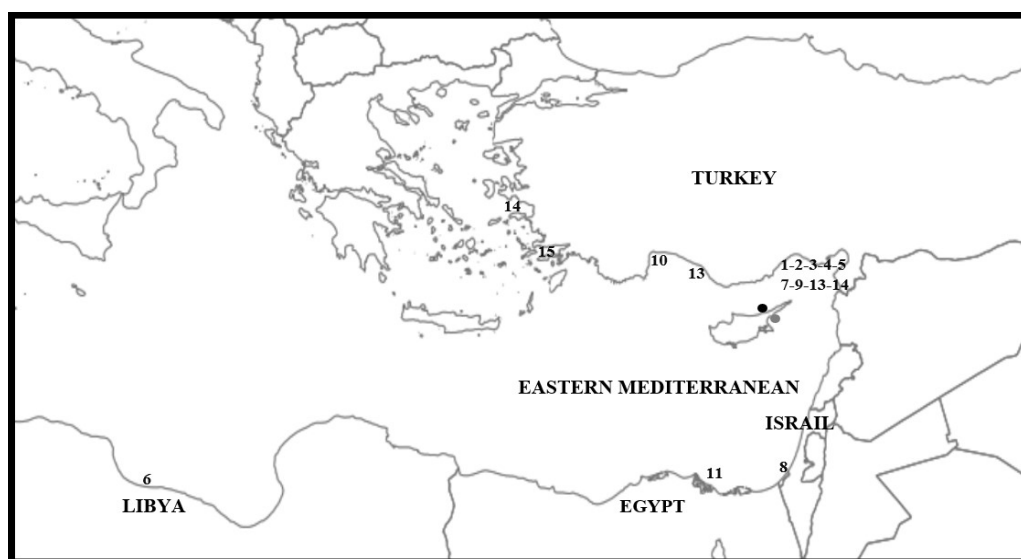 TURKEY
14
15
10
13
1-2-3-4-5
7-9-13-14
EASTERN MEDITERRANEAN
ISRAIL
6
LIBYA
11
8
EGYPT